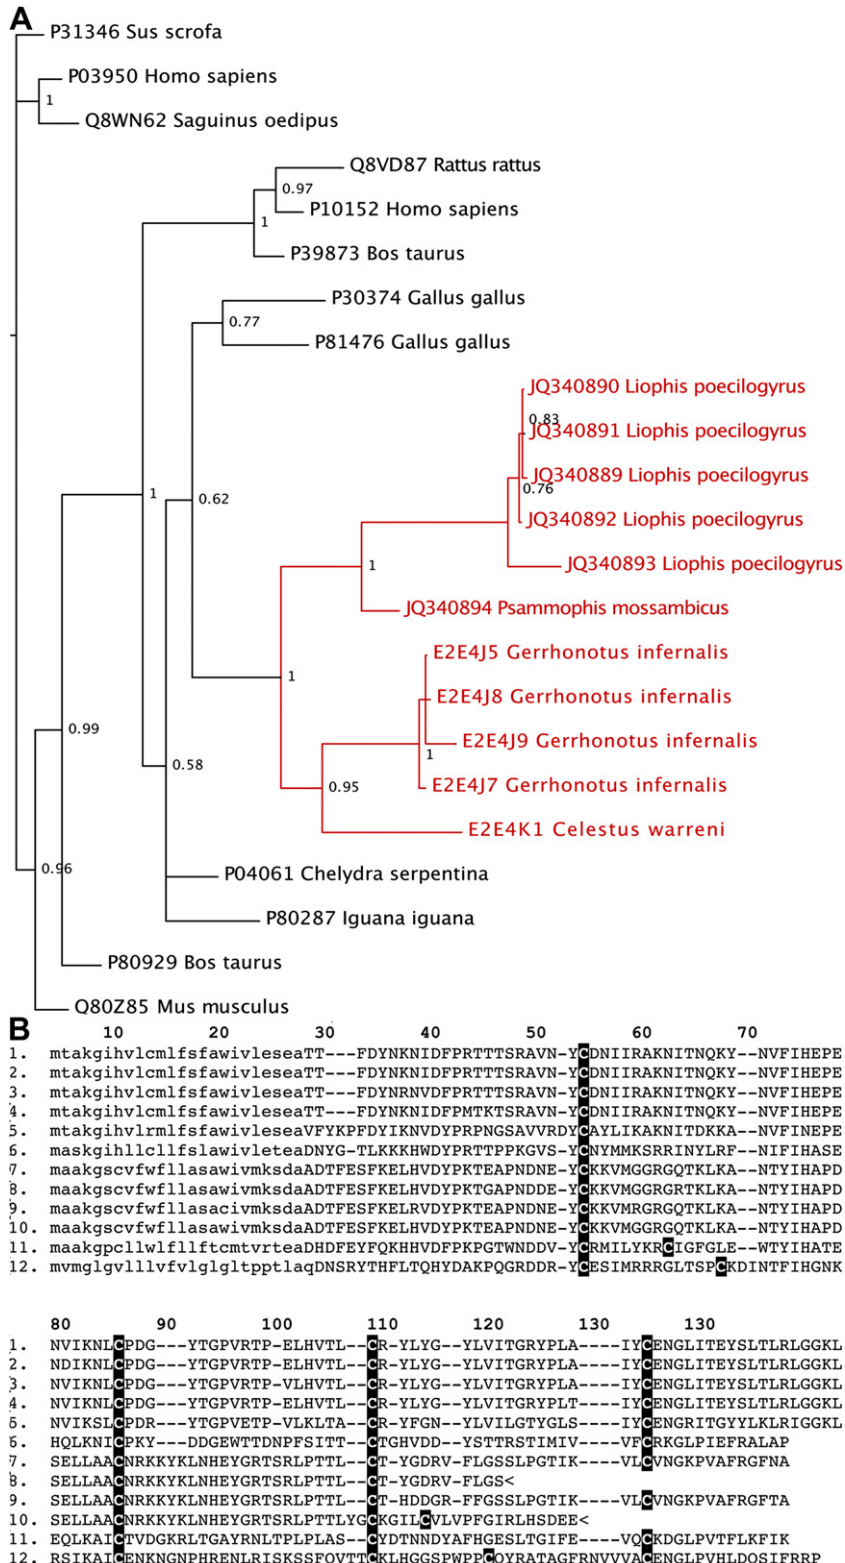 A
P31346 Sus scrofa
P03950 Homo sapiens
1
Q8WN62 Saguinus oedipus
Q8VD87 Rattus rattus
0.97
P10152 Homo sapiens
1
P39873 Bos taurus
P30374 Gallus gallus
0.77
P81476 Gallus gallus
JQ340890 Liophis poecilogyrus
0.83
JQ340891 Liophis poecilogyrus
JQ340889 Liophis poecilogyrus
0.76
1
0.62
JQ340892 Liophis poecilogyrus
1
JQ340893 Liophis poecilogyrus
JQ340894 Psammophis mossambicus
E2E4J5 Gerrhonotus infernalis
1
E2E4J8 Gerrhonotus infernalis
0.99
E2E4J9 Gerrhonotus infernalis
1
0.58
0.95
E2E4J7 Gerrhonotus infernalis
E2E4K1 Celestus warreni
0.96
P04061 Chelydra serpentina
P80287 Iguana iguana
P80929 Bos taurus
Q80Z85 Mus musculus
B
10 20 30 40 50 60 70
1. mtakgihvlcmlfsfawivleseaTT---FDYNKNIDFPRTTTSRAVN-YCDNIIRAKNITNQKY--NVFIHEPE
2. mtakgihvlcmlfsfawivleseaTT---FDYNKNIDFPRTTTSRAVN-YCDNIIRAKNITNQKY--NVFIHEPE
3. mtakgihvlcmlfsfawivleseaTT---FDYNRNVDFPRTTTSRAVN-YCDNIIRAKNITNQKY--NVFIHEPE
4. mtakgihvlcmlfsfawivleseaTT---FDYNKNIDFPMTKTSRAVN-YCDNIIRAKNITNQKY--NVFIHEPE
5. mtakgihvlrmlfsfawivleseaVFYKPFDYIKNVDYPRPNGSAVVRDYCAYLIKAKNITDKKA--NVFINEPE
6. maskgihllcllfslawivleteaDNYG-TLKKKHWDYPRTTPPKGVS-YCNYMMKSRRINYLRF--NIFIHASE
7. maakgscvfwfllasawivmksdaADTFESFKELHVDYPKTEAPNDNE-YCKKVMGGRGQTKLKA--NTYIHAPD
8. maakgscvfwfllasawivmksdaADTFESFKELHVDYPKTGAPNDDE-YCKKVMGGRGRTKLKA--NTYIHAPD
9. maakgscvfwfllasacivmksdaADTFESFKELHVDYPKTEAPNDNE-YCKKVMRGRGQTKLKA--NTYIHAPD
10. maakgscvfwfllasawivmksdaADTFESFKELRVDYPKTEAPNDNE-YCKKVMGGRGQTKLKA--NTYIHAPD
11. maakgpcllwlfllftcmtvrteaDHDFEYFQKHHVDFPKPGTWNDDV-YCRMILYKRCIGFGLE--WTYIHATE
12. mvmglgvlllvfvlglgltpptlaqDNSRYTHFLTQHYDAKPQGRDDR-YCESIMRRRGLTSPCKDINTFIHGNK
80 90 100 110 120 130 130
1. NVIKNLCPDG---YTGPVRTP-ELHVTL--CR-YLYG--YLVITGRYPLA----IYCENGLITEYSLTLRLGGKL
2. NDIKNLCPDG---YTGPVRTP-ELHVTL--CR-YLYG--YLVITGRYPLA----IYCENGLITEYSLTLRLGGKL
3. NVIKNLCPDG---YTGPVRTP-VLHVTL--CR-YLYG--YLVITGRYPLA----IYCENGLITEYSLTLRLGGKL
4. NVIKNLCPDG---YTGPVRTP-VLHVTL--CR-YLYG--YLVITGRYPLT----IYCENGLITEYSLTLRLGGKL
5. NVIKSLCPDR---YTGPVETP-VLKLTA--CR-YFGN--YLVILGTYGLS----IYCENGRITGYYLKLRIGGKL
6. HQLKNICPKY---DDGEWTTDNPFSITT--CTGHVDD--YSTTRSTIMIV----VFCRKGLPIEFRALAP
7. SELLAACNRKKYKLNHEYGRTSRLPTTL--CT-YGDRV-FLGSSLPGTIK----VLCVNGKPVAFRGFNA
8. SELLAACNRKKYKLNHEYGRTSRLPTTL--CT-YGDRV-FLGS<
9. SELLAACNRKKYKLNHEYGRTSRLPTTL--CT-HDDGR-FFGSSLPGTIK----VLCVNGKPVAFRGFTA
10. SELLAACNRKKYKLNHEYGRTSRLPTTLYGCKGILCVLVPFGIRLHSDEE<
11. EQLKAICTVDGKRLTGAYRNLTPLPLAS--CYDTNNDYAFHGESLTGIFE----VQCKDGLPVTFLKFIK
12. RSIKAICENKNGNPHRENLRISKSSFQVTTCKLHGGSPWPPCQYRATAGFRNVVVACENGLPVHLDQSIFRRP